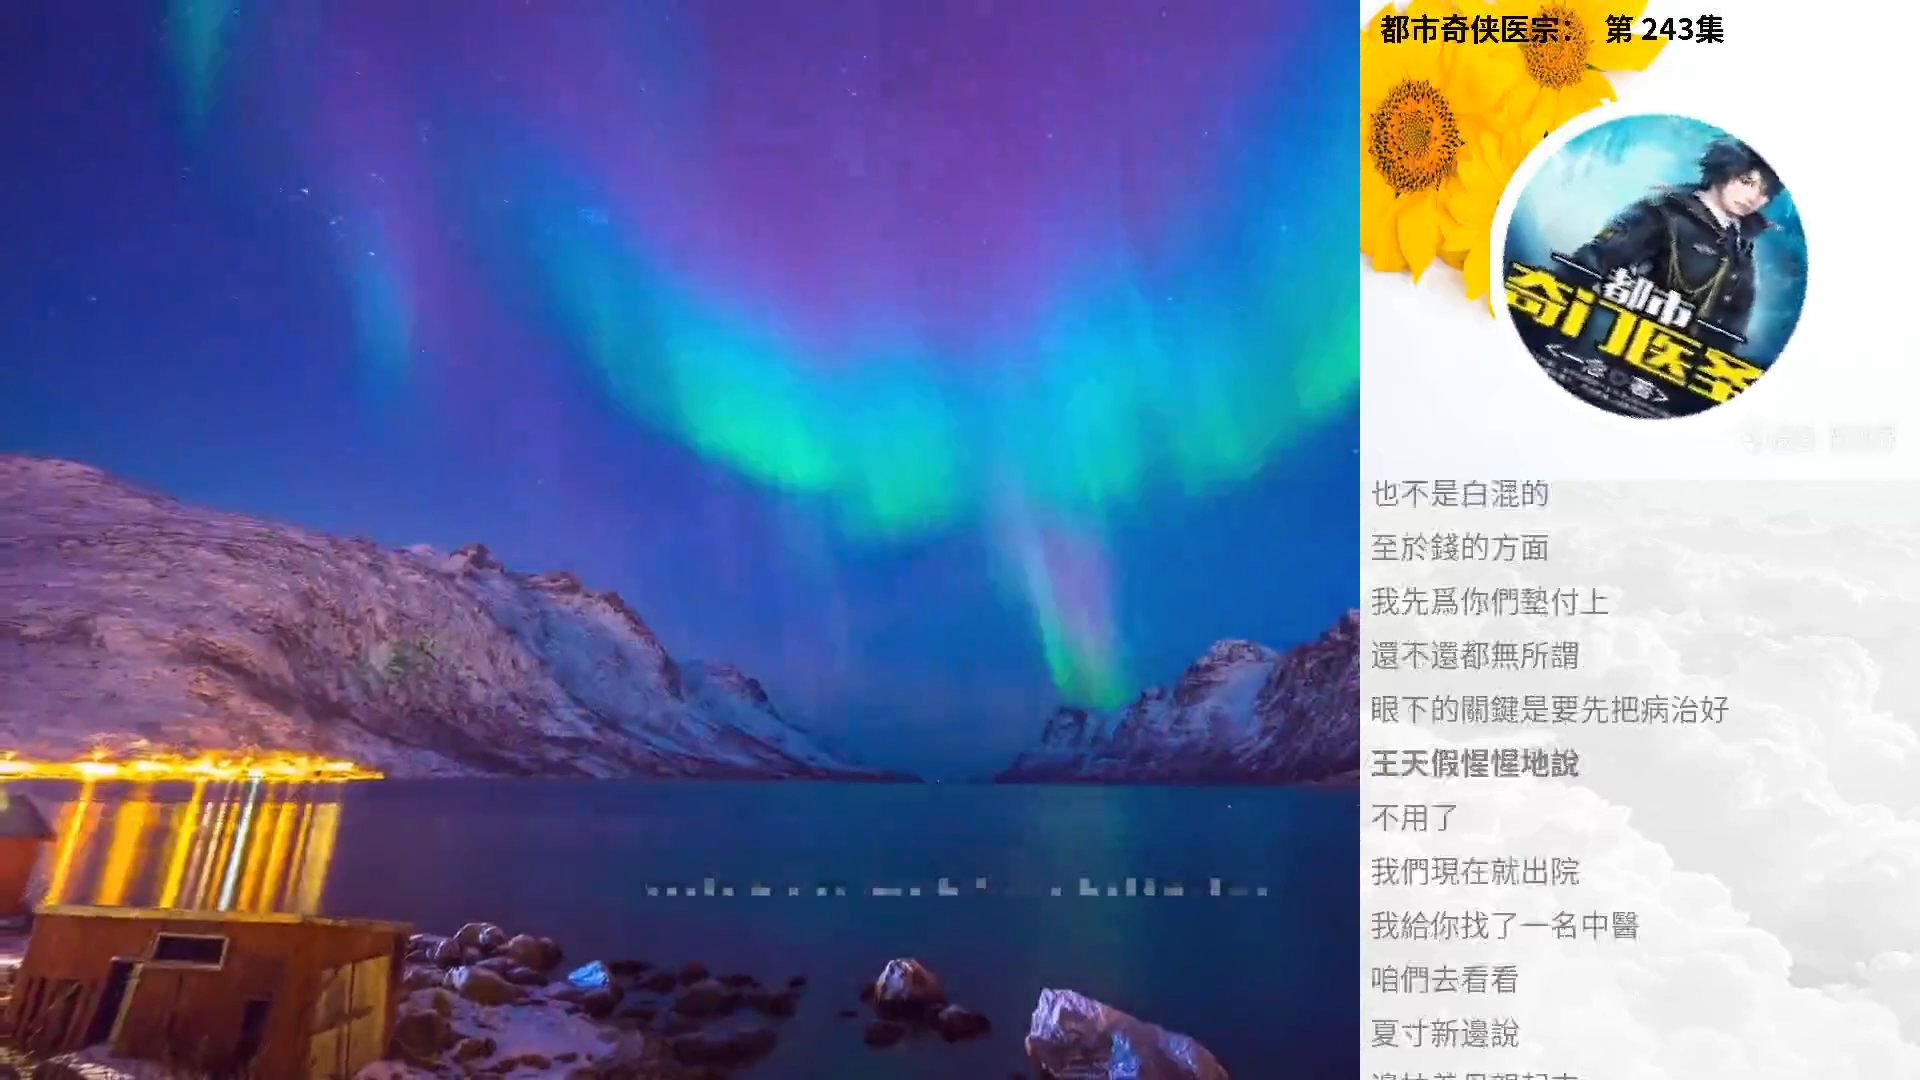 都市奇侠医宗： 第 243集
都市
奇门医圣
也不是白混的
至於錢的方面
我先爲你們墊付上
還不還都無所謂
眼下的關鍵是要先把病治好
王天假惺惺地說
不用了
我們現在就出院
我給你找了一名中醫
咱們去看看
夏寸新邊說